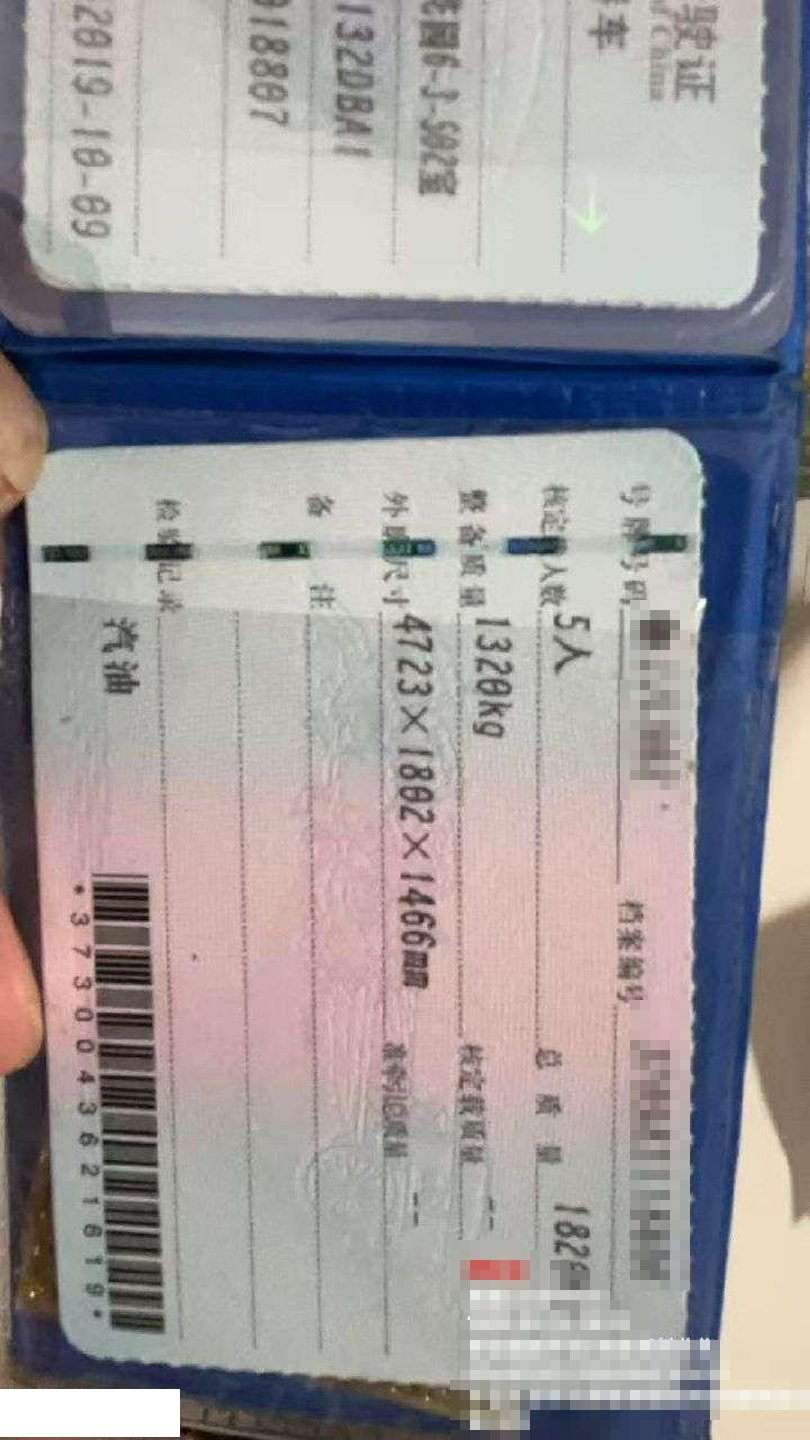 驶证
of China
车
花园6-3-502室
132DBA1
018807
2019-10-09
号牌号码
档案编号
核定载人数 5人
总质量
整备质量 1320kg
核定载质量 --
外廓尺寸 4723×1802×1466mm
准牵引总质量 --
备注
检验记录
汽油
*3730043621619*